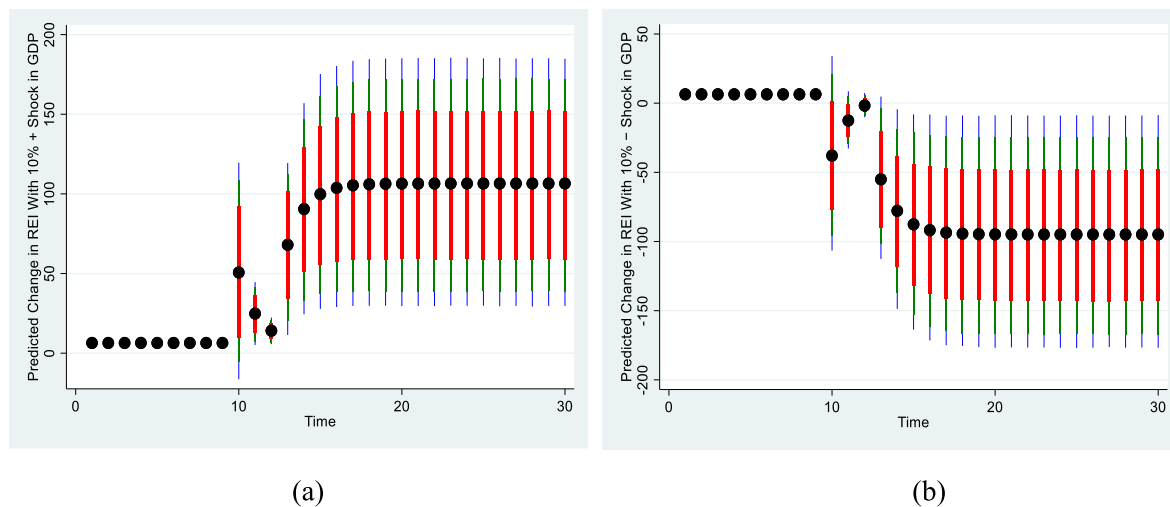 Predicted Change in REI With 10% + Shock in GDP
200
150
100
50
0
0 10 20 30
Time
(a)
Predicted Change in REI With 10% − Shock in GDP
50
0
-50
-100
-150
-200
0 10 20 30
Time
(b)